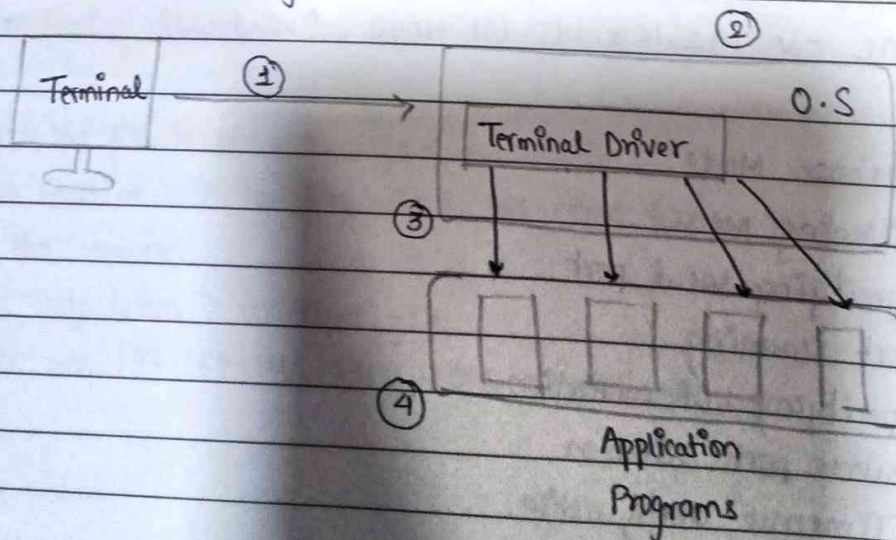 ②
Terminal
①
O.S
Terminal Driver
③
④
Application
Programs